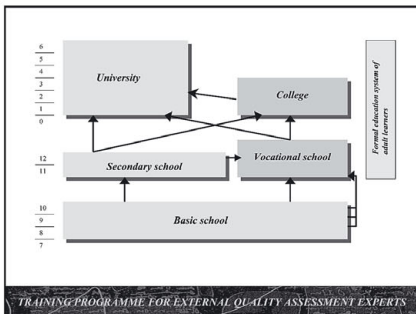 6
5
4
3
2
1
0
University
College
Formal education system of
adult learners
12
11
Secondary school
Vocational school
10
9
8
7
Basic school
TRAINING PROGRAMME FOR EXTERNAL QUALITY ASSESSMENT EXPERTS